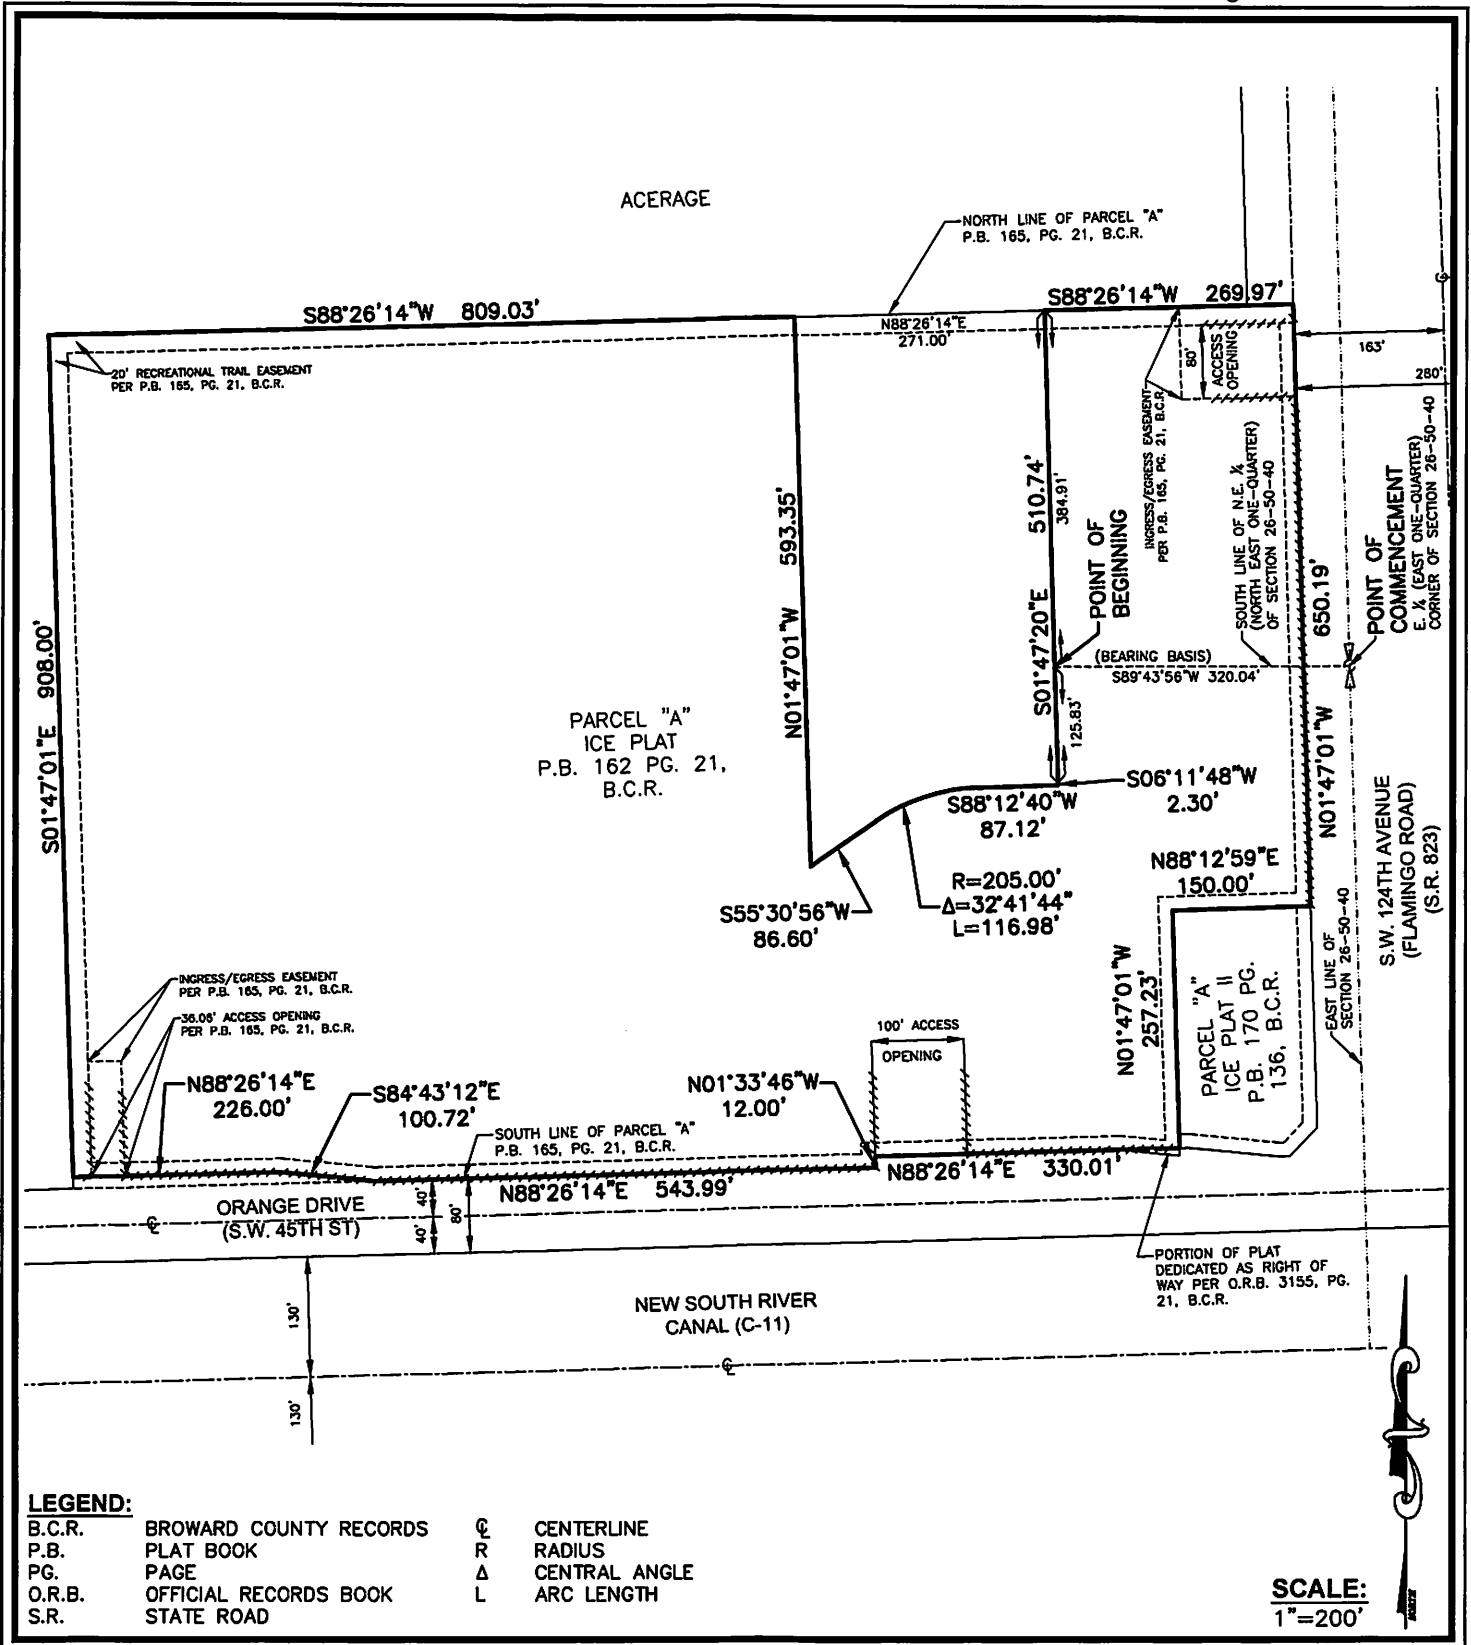 ACERAGE
NORTH LINE OF PARCEL "A"
P.B. 165, PG. 21, B.C.R.
S88°26'14"W 809.03'
N88°26'14"E
271.00'
S88°26'14"W 269.97'
20' RECREATIONAL TRAIL EASEMENT
PER P.B. 165, PG. 21, B.C.R.
80'
ACCESS
OPENING
163'
280'
INGRESS/EGRESS EASEMENT
PER P.B. 165, PG. 21, B.C.R.
SOUTH LINE OF N.E. ¼
(NORTH EAST ONE-QUARTER)
OF SECTION 26-50-40
POINT OF
COMMENCEMENT
E. ¼ (EAST ONE-QUARTER)
CORNER OF SECTION 26-50-40
S01°47'01"E 908.00'
N01°47'01"W 593.35'
S01°47'20"E 510.74'
384.91'
125.83'
POINT OF
BEGINNING
(BEARING BASIS)
S89°43'56"W 320.04'
N01°47'01"W 650.19'
PARCEL "A"
ICE PLAT
P.B. 162 PG. 21,
B.C.R.
S06°11'48"W
2.30'
S88°12'40"W
87.12'
R=205.00'
Δ=32°41'44"
L=116.98'
S55°30'56"W
86.60'
N88°12'59"E
150.00'
N01°47'01"W
257.23'
PARCEL "A"
ICE PLAT II
P.B. 170 PG.
136, B.C.R.
EAST LINE OF
SECTION 26-50-40
S.W. 124TH AVENUE
(FLAMINGO ROAD)
(S.R. 823)
INGRESS/EGRESS EASEMENT
PER P.B. 165, PG. 21, B.C.R.
36.06' ACCESS OPENING
PER P.B. 165, PG. 21, B.C.R.
100' ACCESS
OPENING
N88°26'14"E
226.00'
S84°43'12"E
100.72'
N01°33'46"W
12.00'
SOUTH LINE OF PARCEL "A"
P.B. 165, PG. 21, B.C.R.
N88°26'14"E 543.99'
N88°26'14"E 330.01'
ORANGE DRIVE
(S.W. 45TH ST)
40'
40'
80'
℄
℄
PORTION OF PLAT
DEDICATED AS RIGHT OF
WAY PER O.R.B. 3155, PG.
21, B.C.R.
NEW SOUTH RIVER
CANAL (C-11)
130'
130'
℄
LEGEND:
B.C.R. BROWARD COUNTY RECORDS ℄ CENTERLINE
P.B. PLAT BOOK R RADIUS
PG. PAGE Δ CENTRAL ANGLE
O.R.B. OFFICIAL RECORDS BOOK L ARC LENGTH
S.R. STATE ROAD
SCALE:
1"=200'
NORTH